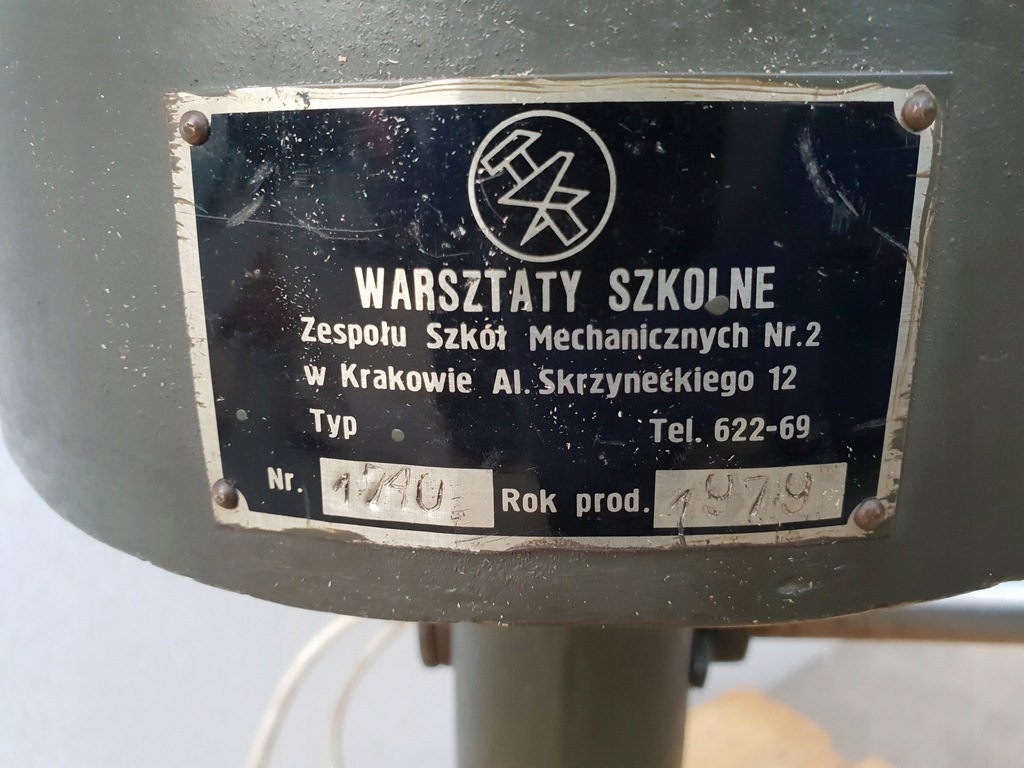 WARSZTATY SZKOLNE
Zespołu Szkół Mechanicznych Nr.2
w Krakowie Al. Skrzyneckiego 12
Typ Tel. 622-69
Nr. 1740 Rok prod. 1979